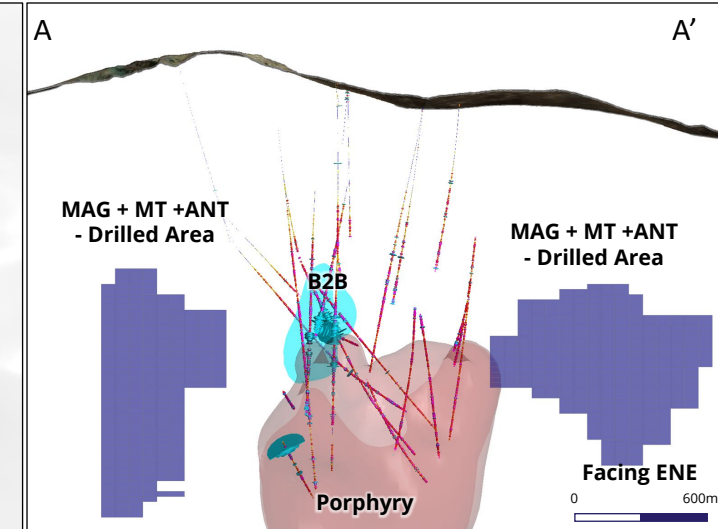 A
A’
MAG + MT +ANT
- Drilled Area
MAG + MT +ANT
- Drilled Area
B2B
Porphyry
Facing ENE
0
600m